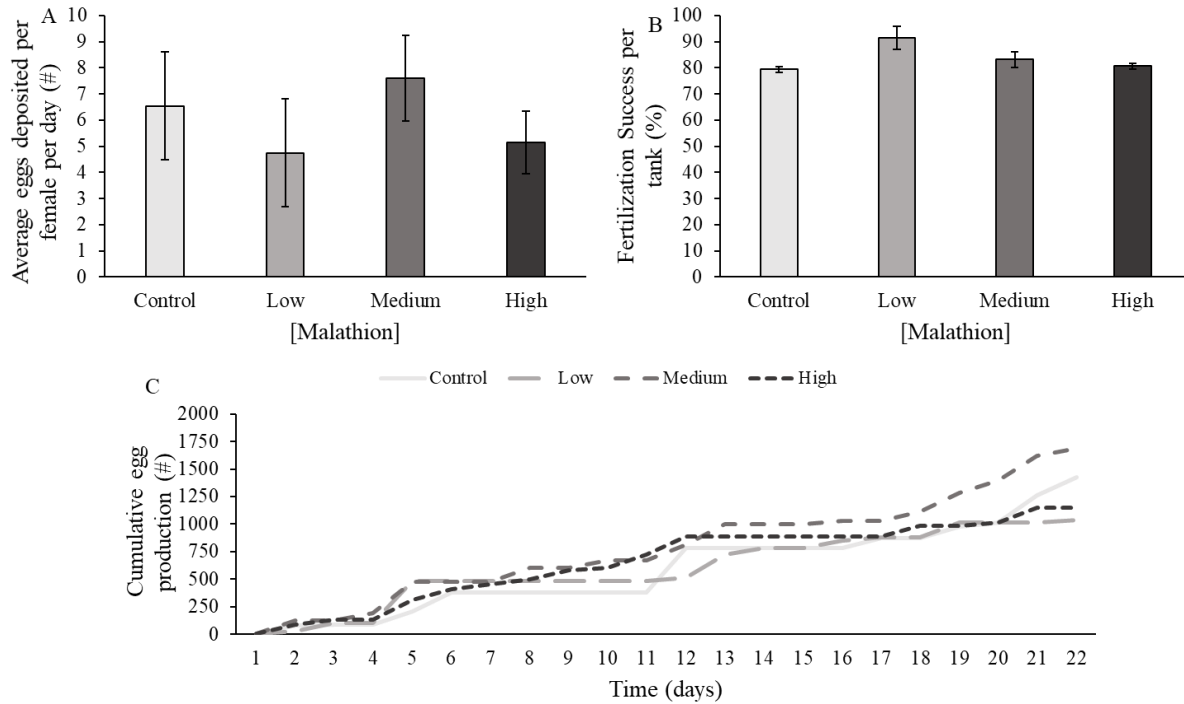 A
Average eggs deposited per
female per day (#)
10
9
8
7
6
5
4
3
2
1
0
Control Low Medium High
[Malathion]
B
Fertilization Success per
tank (%)
100
90
80
70
60
50
40
30
20
10
0
Control Low Medium High
[Malathion]
C
Control Low Medium High
Cumulative egg
production (#)
2000
1750
1500
1250
1000
750
500
250
0
1 2 3 4 5 6 7 8 9 10 11 12 13 14 15 16 17 18 19 20 21 22
Time (days)